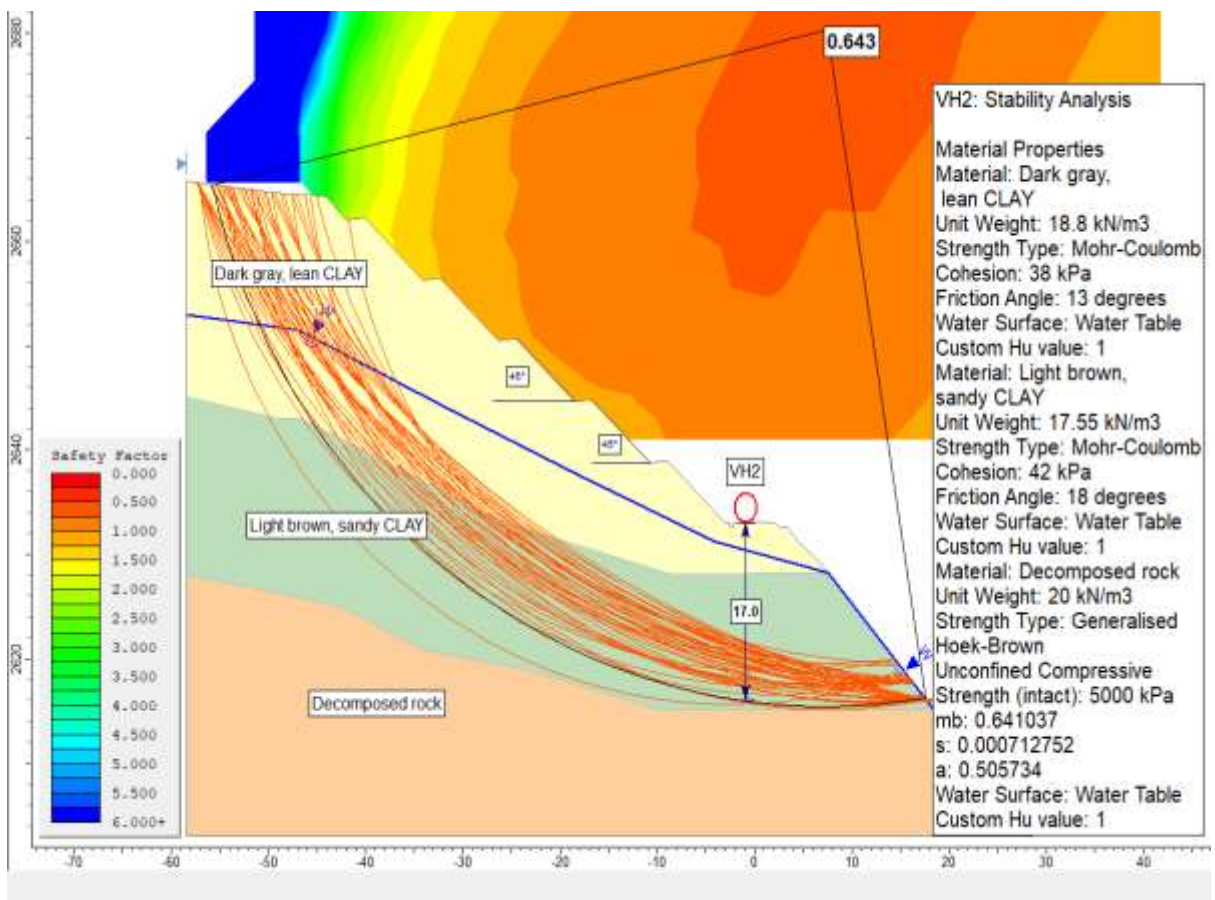 2680
0.643
VH2: Stability Analysis
Material Properties
Material: Dark gray,
lean CLAY
Unit Weight: 18.8 kN/m3
Strength Type: Mohr-Coulomb
Cohesion: 38 kPa
Friction Angle: 13 degrees
Water Surface: Water Table
Custom Hu value: 1
Material: Light brown,
sandy CLAY
Unit Weight: 17.55 kN/m3
Strength Type: Mohr-Coulomb
Cohesion: 42 kPa
Friction Angle: 18 degrees
Water Surface: Water Table
Custom Hu value: 1
Material: Decomposed rock
Unit Weight: 20 kN/m3
Strength Type: Generalised
Hoek-Brown
Unconfined Compressive
Strength (intact): 5000 kPa
mb: 0.641037
s: 0.000712752
a: 0.505734
Water Surface: Water Table
Custom Hu value: 1
2660
Dark gray, lean CLAY
2640
VH2
Light brown, sandy CLAY
17.0
2620
Decomposed rock
Safety Factor
0.000
0.500
1.000
1.500
2.000
2.500
3.000
3.500
4.000
4.500
5.000
5.500
6.000+
-70 -60 -50 -40 -30 -20 -10 0 10 20 30 40